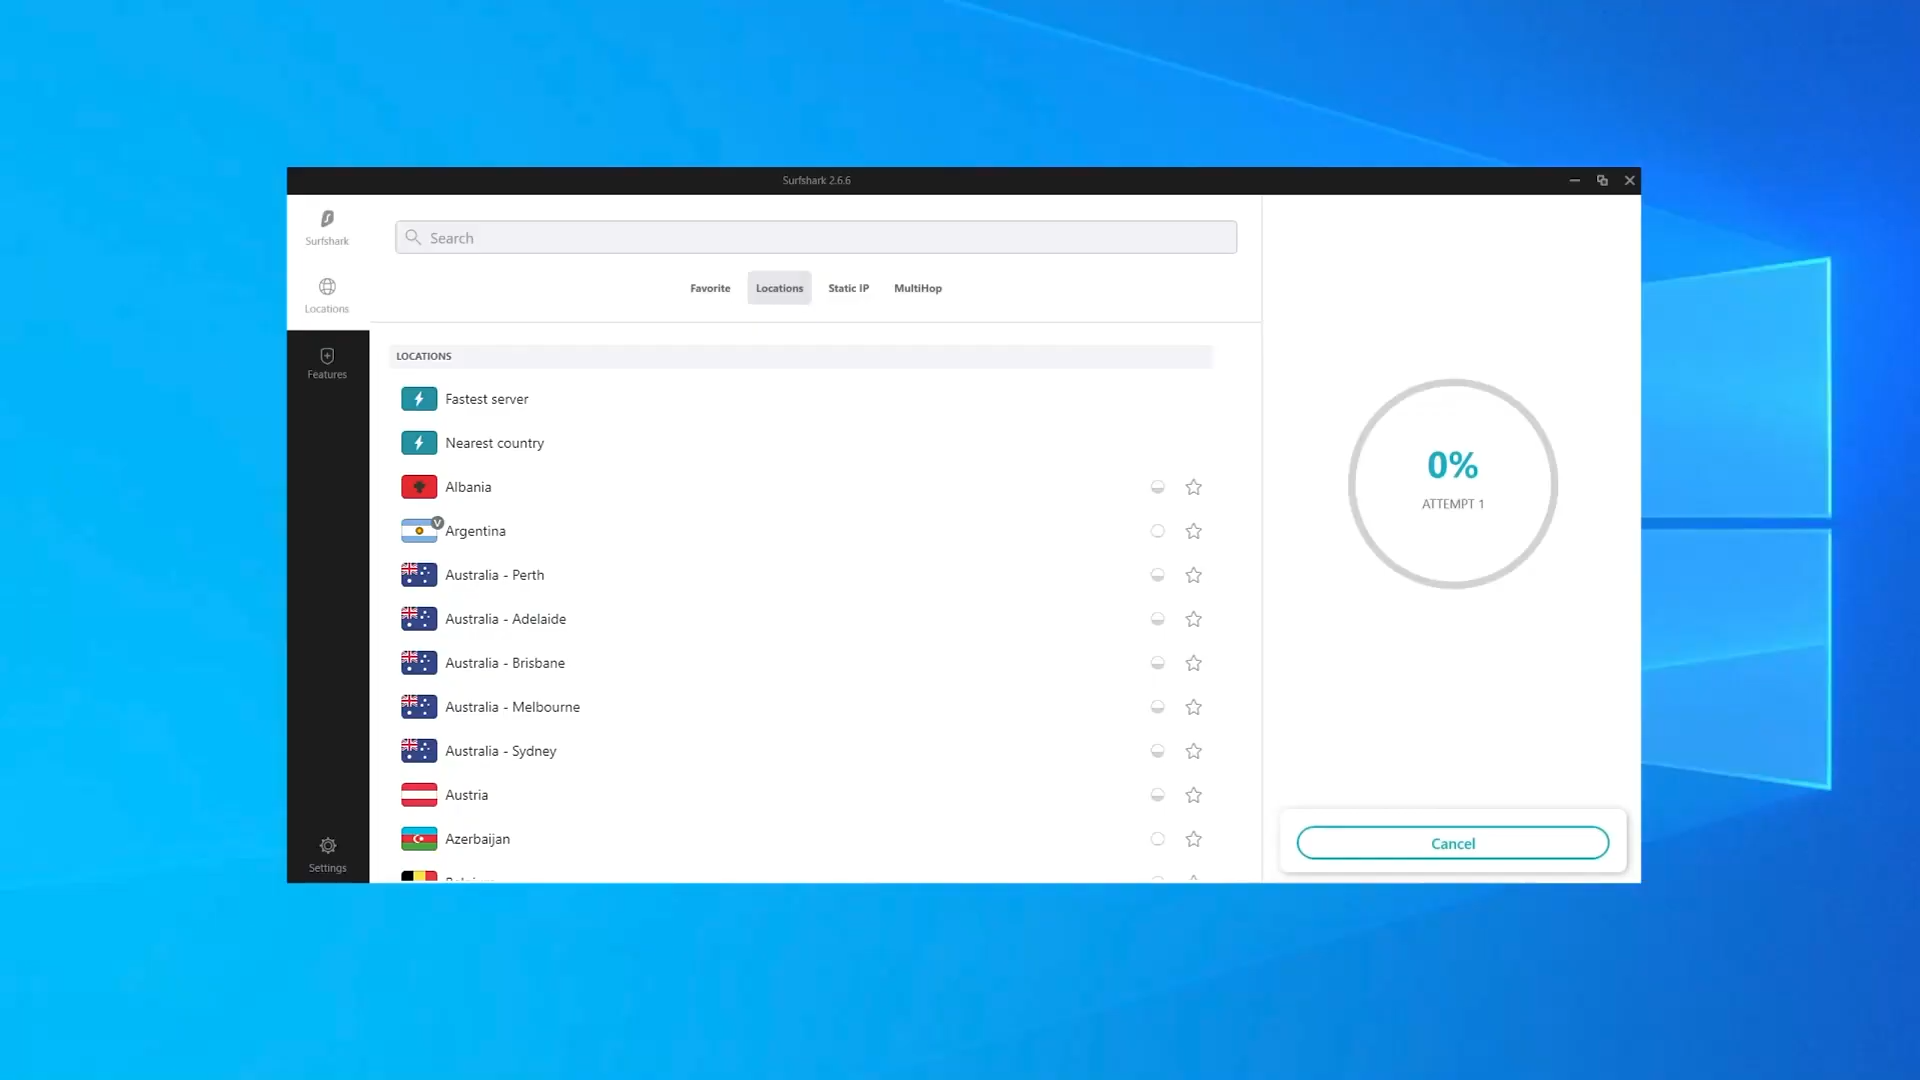 Surfshark 2.6.6
Surfshark
Locations
Features
Settings
Search
Favorite
Locations
Static IP
MultiHop
LOCATIONS
Fastest server
Nearest country
Albania
V
Argentina
Australia - Perth
Australia - Adelaide
Australia - Brisbane
Australia - Melbourne
Australia - Sydney
Austria
Azerbaijan
0%
ATTEMPT 1
Cancel